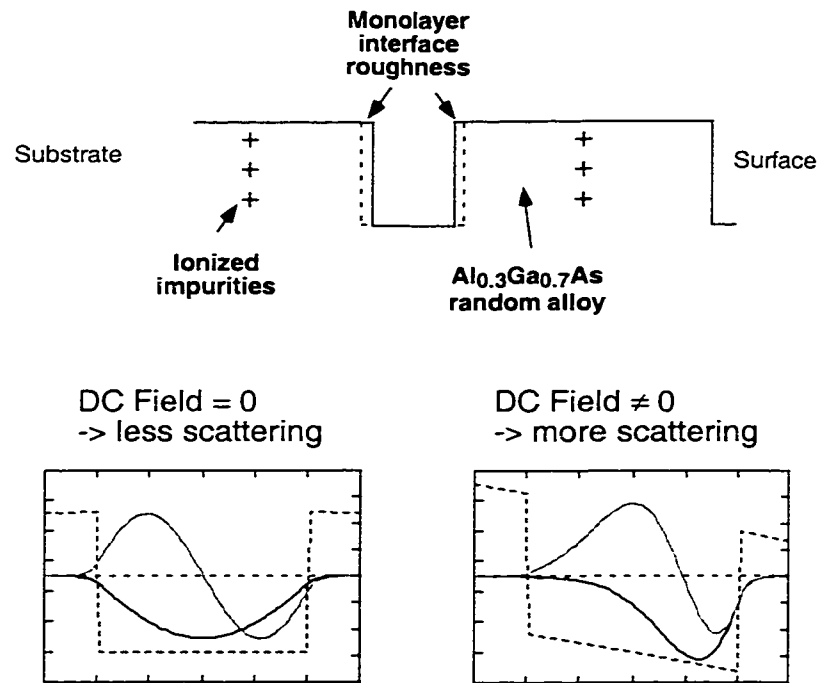 Monolayer
interface
roughness
Substrate
+ +
+ +
+ +
Surface
Ionized
impurities
Al0.3Ga0.7As
random alloy
DC Field = 0
-> less scattering
DC Field ≠ 0
-> more scattering